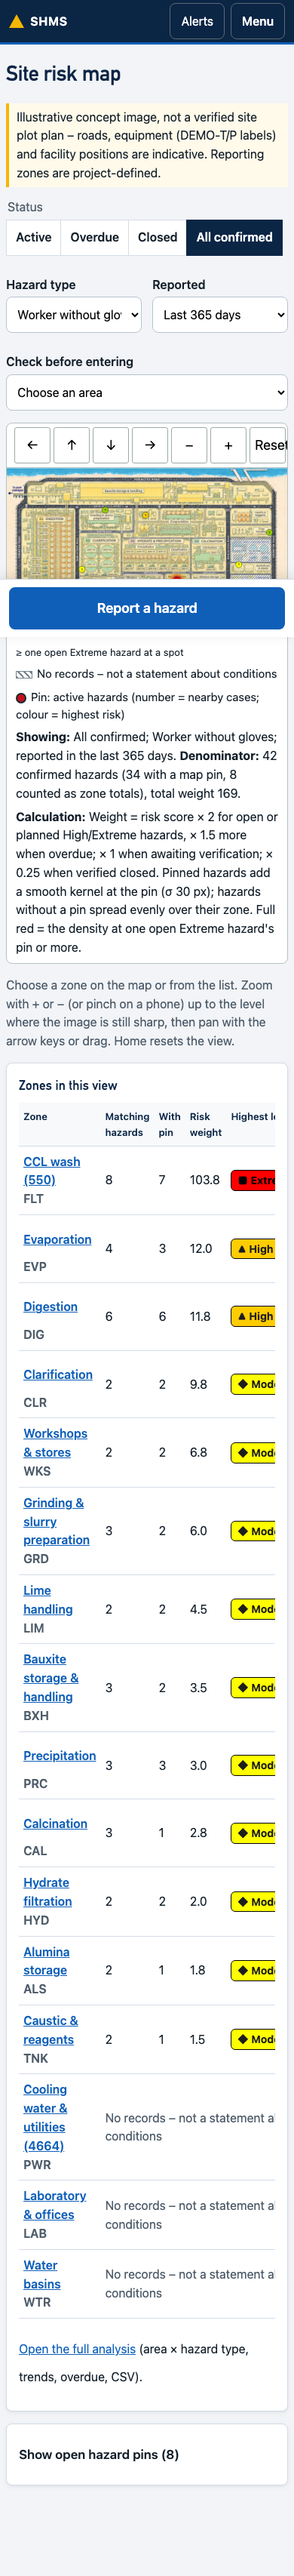 SHMS
Alerts
Menu
Site risk map
Illustrative concept image, not a verified site
plot plan – roads, equipment (DEMO-T/P labels)
and facility positions are indicative. Reporting
zones are project-defined.
Status
Active
Overdue
Closed
All confirmed
Hazard type
Reported
Worker without glo
Last 365 days
Check before entering
Choose an area
←
↑
↓
→
−
+
Reset
Report a hazard
≥ one open Extreme hazard at a spot
No records – not a statement about conditions
Pin: active hazards (number = nearby cases;
colour = highest risk)
Showing: All confirmed; Worker without gloves;
reported in the last 365 days. Denominator: 42
confirmed hazards (34 with a map pin, 8
counted as zone totals), total weight 169.
Calculation: Weight = risk score × 2 for open or
planned High/Extreme hazards, × 1.5 more
when overdue; × 1 when awaiting verification; ×
0.25 when verified closed. Pinned hazards add
a smooth kernel at the pin (σ 30 px); hazards
without a pin spread evenly over their zone. Full
red = the density at one open Extreme hazard's
pin or more.
Choose a zone on the map or from the list. Zoom
with + or − (or pinch on a phone) up to the level
where the image is still sharp, then pan with the
arrow keys or drag. Home resets the view.
Zones in this view
Zone
Matching
hazards
With
pin
Risk
weight
Highest le
CCL wash
(550)
FLT
8
7
103.8
Extre
Evaporation
EVP
4
3
12.0
High
Digestion
DIG
6
6
11.8
High
Clarification
CLR
2
2
9.8
Mode
Workshops
& stores
WKS
2
2
6.8
Mode
Grinding &
slurry
preparation
GRD
3
2
6.0
Mode
Lime
handling
LIM
2
2
4.5
Mode
Bauxite
storage &
handling
BXH
3
2
3.5
Mode
Precipitation
PRC
3
3
3.0
Mode
Calcination
CAL
3
1
2.8
Mode
Hydrate
filtration
HYD
2
2
2.0
Mode
Alumina
storage
ALS
2
1
1.8
Mode
Caustic &
reagents
TNK
2
1
1.5
Mode
Cooling
water &
utilities
(4664)
PWR
No records – not a statement a
conditions
Laboratory
& offices
LAB
No records – not a statement a
conditions
Water
basins
WTR
No records – not a statement a
conditions
Open the full analysis (area × hazard type,
trends, overdue, CSV).
Show open hazard pins (8)